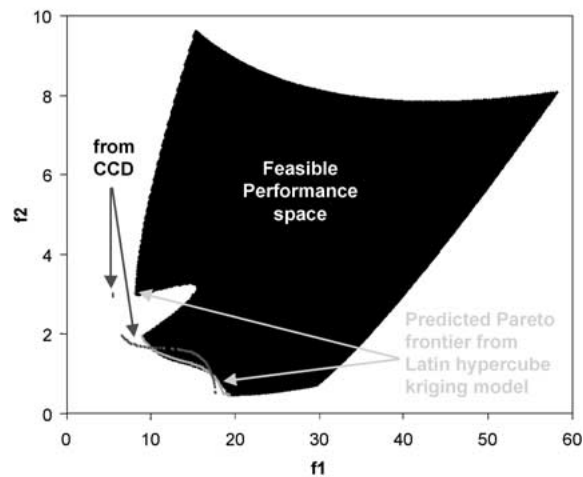 10
8
6
4
2
0
f2
from
CCD
Feasible
Performance
space
Predicted Pareto
frontier from
Latin hypercube
kriging model
0 10 20 30 40 50 60
f1